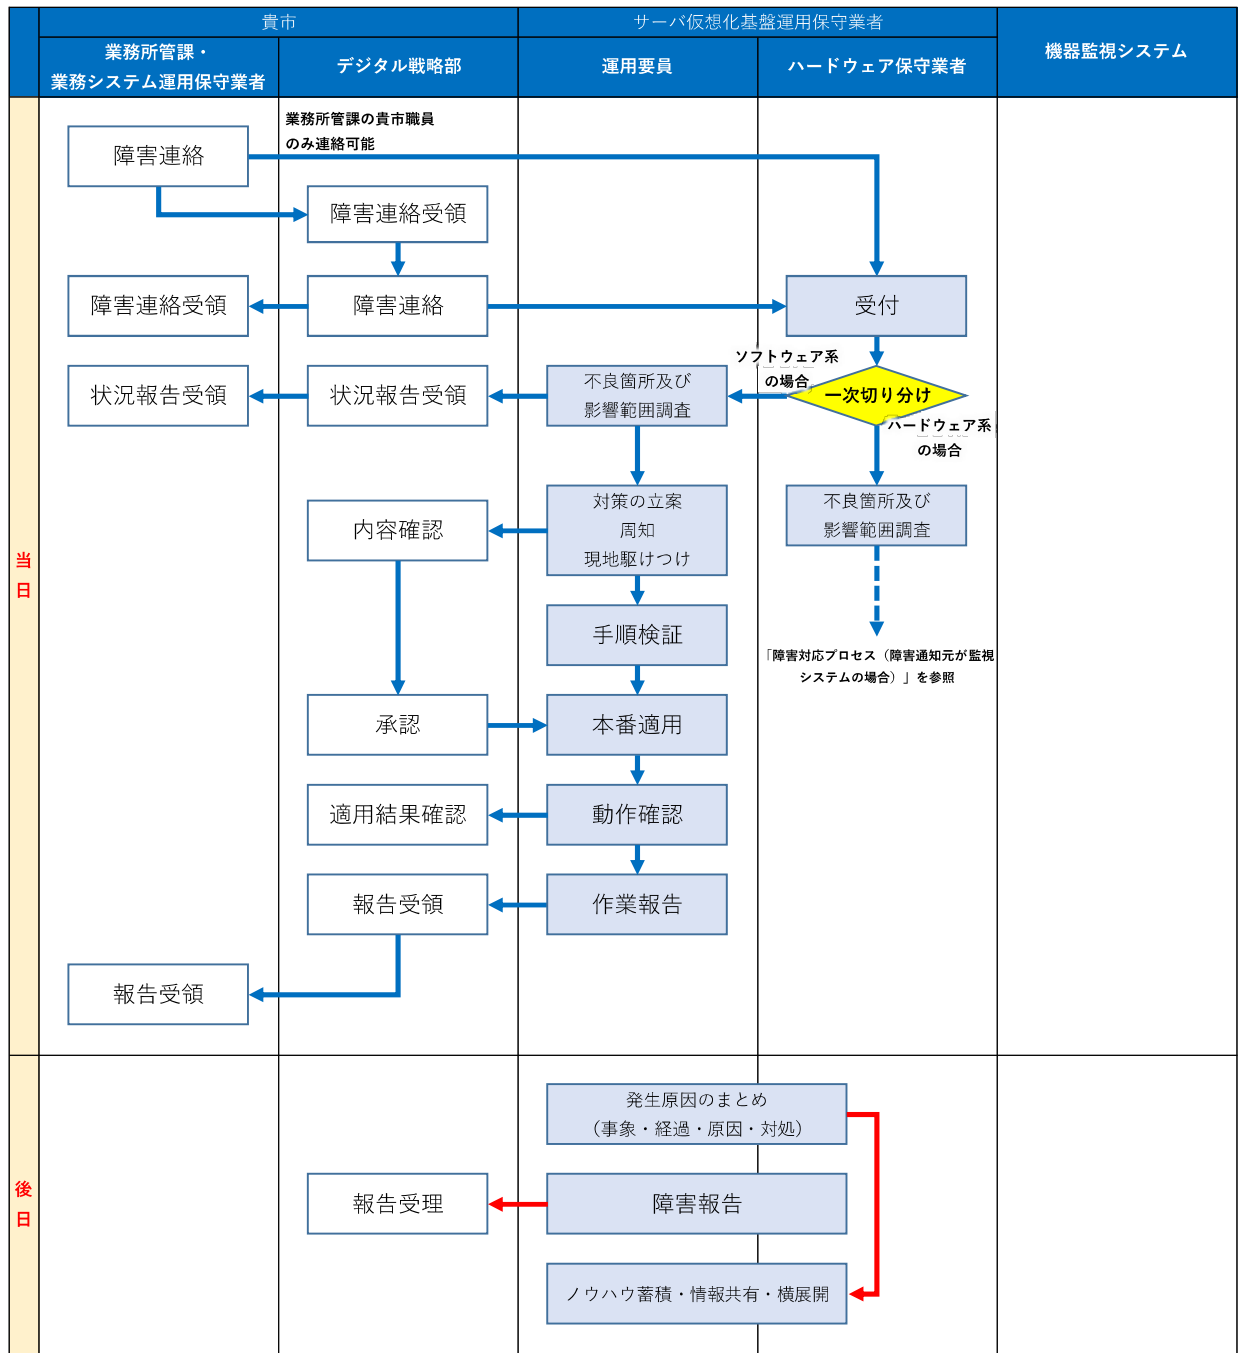 貴市
サーバ仮想化基盤運用保守業者
業務所管課・
業務システム運用保守業者
デジタル戦略部
運用要員
ハードウェア保守業者
機器監視システム
業務所管課の貴市職員
のみ連絡可能
障害連絡
障害連絡受領
障害連絡受領
障害連絡
受付
ソフトウェア系
の場合
状況報告受領
状況報告受領
不良箇所及び
影響範囲調査
一次切り分け
ハードウェア系
の場合
内容確認
対策の立案
周知
現地駆けつけ
不良箇所及び
影響範囲調査
当
日
手順検証
「障害対応プロセス（障害通知元が監視
システムの場合）」を参照
承認
本番適用
適用結果確認
動作確認
報告受領
作業報告
報告受領
発生原因のまとめ
（事象・経過・原因・対処）
後
日
報告受理
障害報告
ノウハウ蓄積・情報共有・横展開